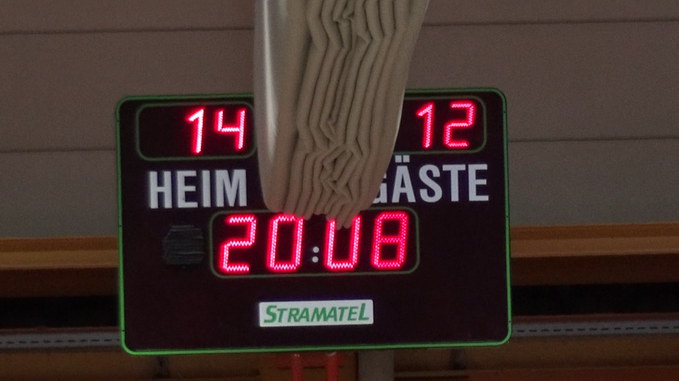 14 12
HEIM GÄSTE
20:08
STRAMATEL